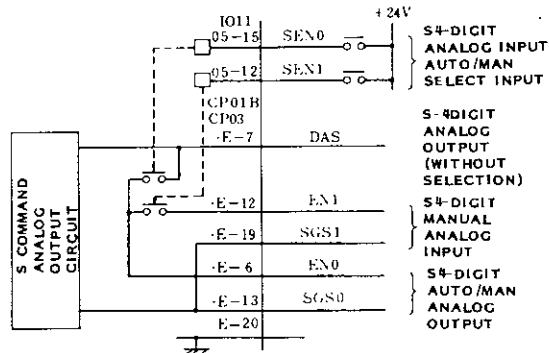 +24V
IO11
05-15 SEN0
05-12 SEN1
S4-DIGIT
ANALOG INPUT
AUTO/MAN
SELECT INPUT
CP01B
CP03
·E-7 DAS
S-4DIGIT
ANALOG
OUTPUT
(WITHOUT
SELECTION)
S COMMAND
ANALOG
OUTPUT
CIRCUIT
·E-12 EN1
·E-19 SGS1
S4-DIGIT
MANUAL
ANALOG
INPUT
·E-6 EN0
·E-13 SGS0
E-20
S4-DIGIT
AUTO/MAN
ANALOG
OUTPUT